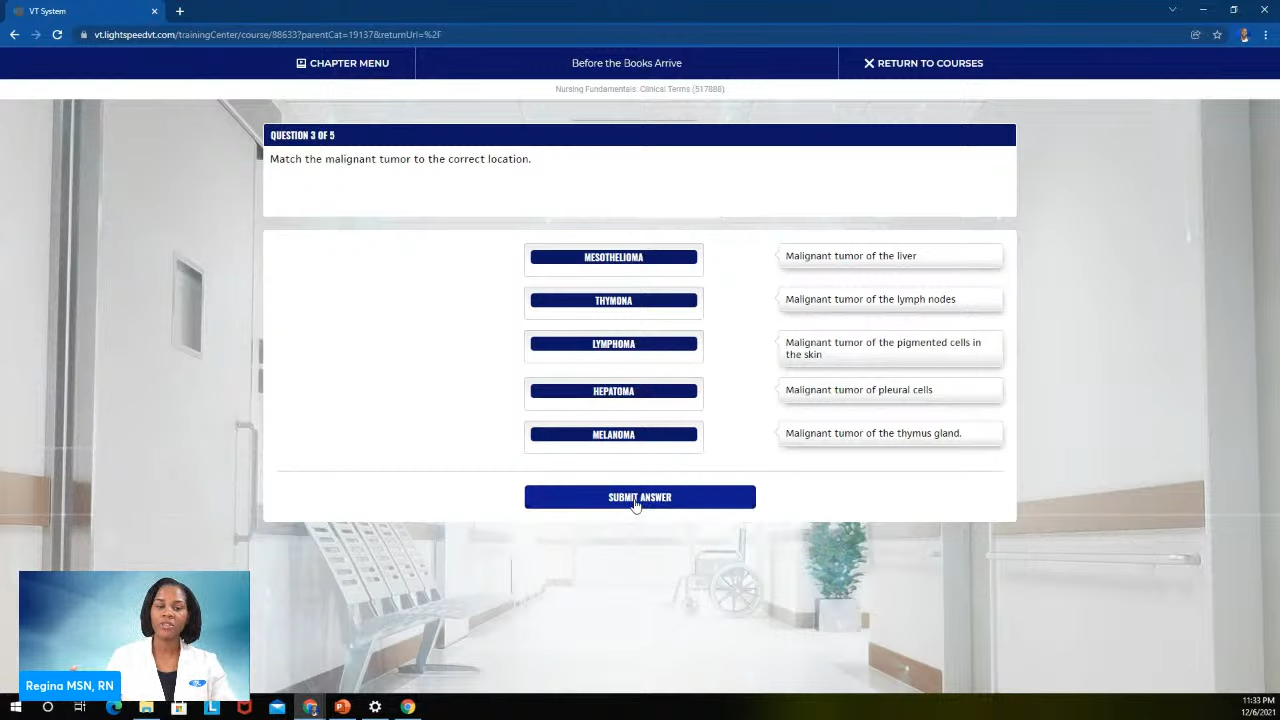 VT System
vt.lightspeedvt.com/trainingCenter/course/88633?parentCat=19137&returnUrl=%2F
CHAPTER MENU
Before the Books Arrive
RETURN TO COURSES
Nursing Fundamentals: Clinical Terms (517888)
QUESTION 3 OF 5
Match the malignant tumor to the correct location.
MESOTHELIOMA
Malignant tumor of the liver
THYMONA
Malignant tumor of the lymph nodes
LYMPHOMA
Malignant tumor of the pigmented cells in
the skin
HEPATOMA
Malignant tumor of pleural cells
MELANOMA
Malignant tumor of the thymus gland.
SUBMIT ANSWER
Regina MSN, RN
11:33 PM
12/6/2021